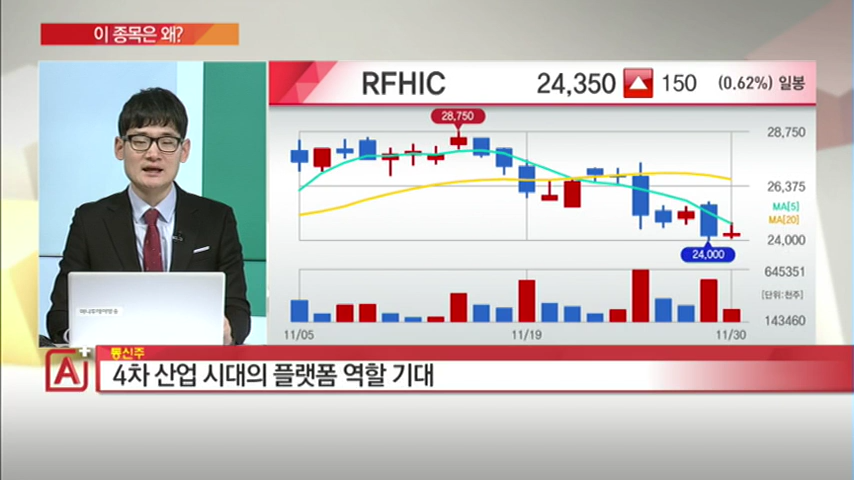 이 종목은 왜?
RFHIC 24,350 150 (0.62%) 일봉
28,750
28,750
26,375
MA[5]
MA[20]
24,000
24,000
645351
[단위:천주]
143460
11/05 11/19 11/30
A+
통신주
4차 산업 시대의 플랫폼 역할 기대